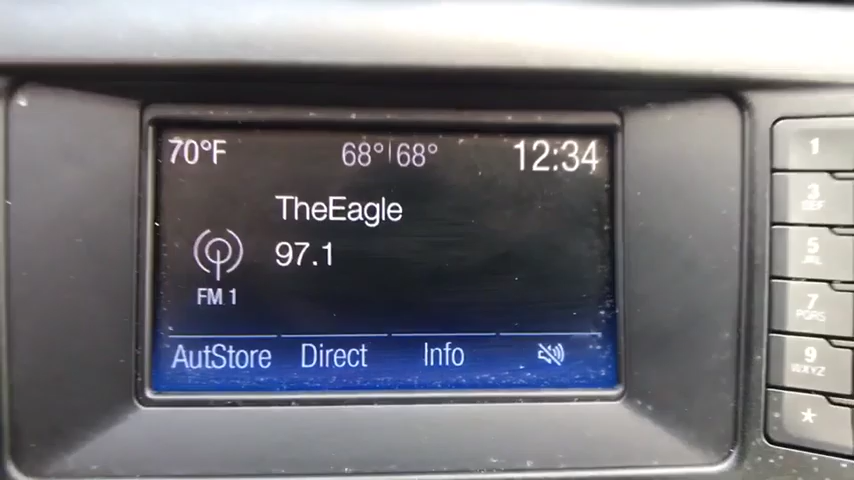 70°F 68° 68° 12:34
TheEagle
97.1
FM 1
AutStore Direct Info
1
3
DEF
5
JKL
7
PQRS
9
WXYZ
*